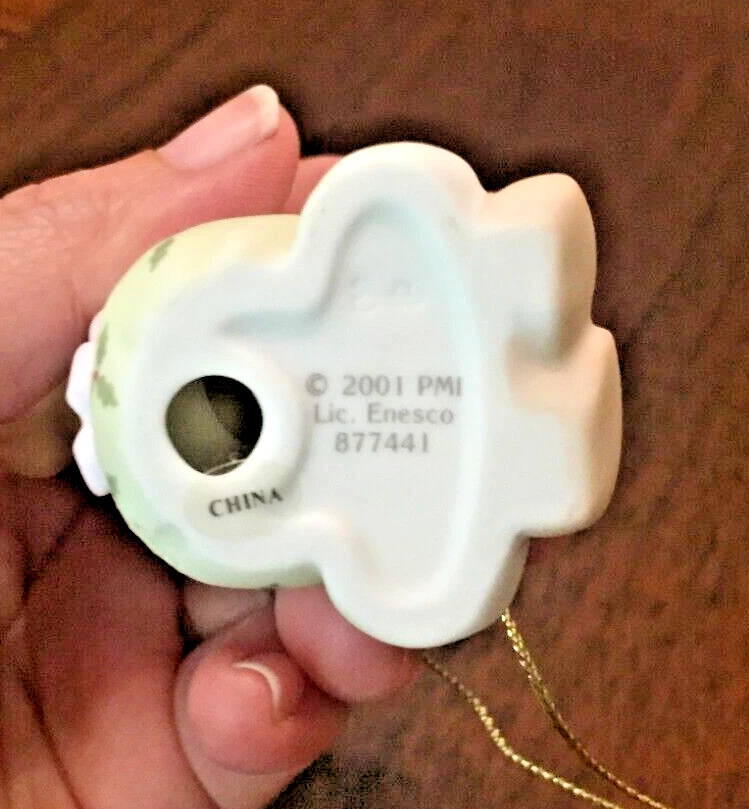 © 2001 PMI
Lic. Enesco
877441
CHINA